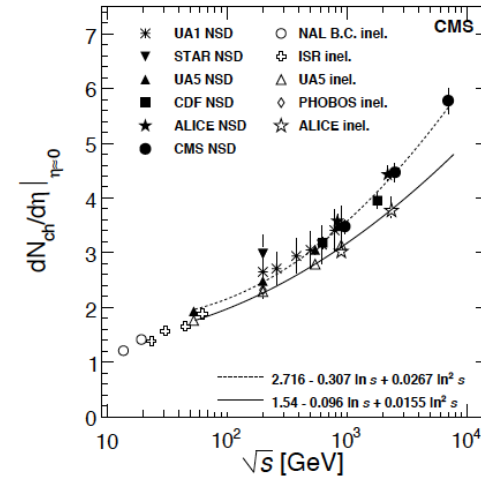 CMS
UA1 NSD
STAR NSD
UA5 NSD
CDF NSD
ALICE NSD
CMS NSD
NAL B.C. inel.
ISR inel.
UA5 inel.
PHOBOS inel.
ALICE inel.
dN_ch/dη|_η≈0
7
6
5
4
3
2
1
0
2.716 - 0.307 ln s + 0.0267 ln² s
1.54 - 0.096 ln s + 0.0155 ln² s
10 10² 10³ 10⁴
√s [GeV]